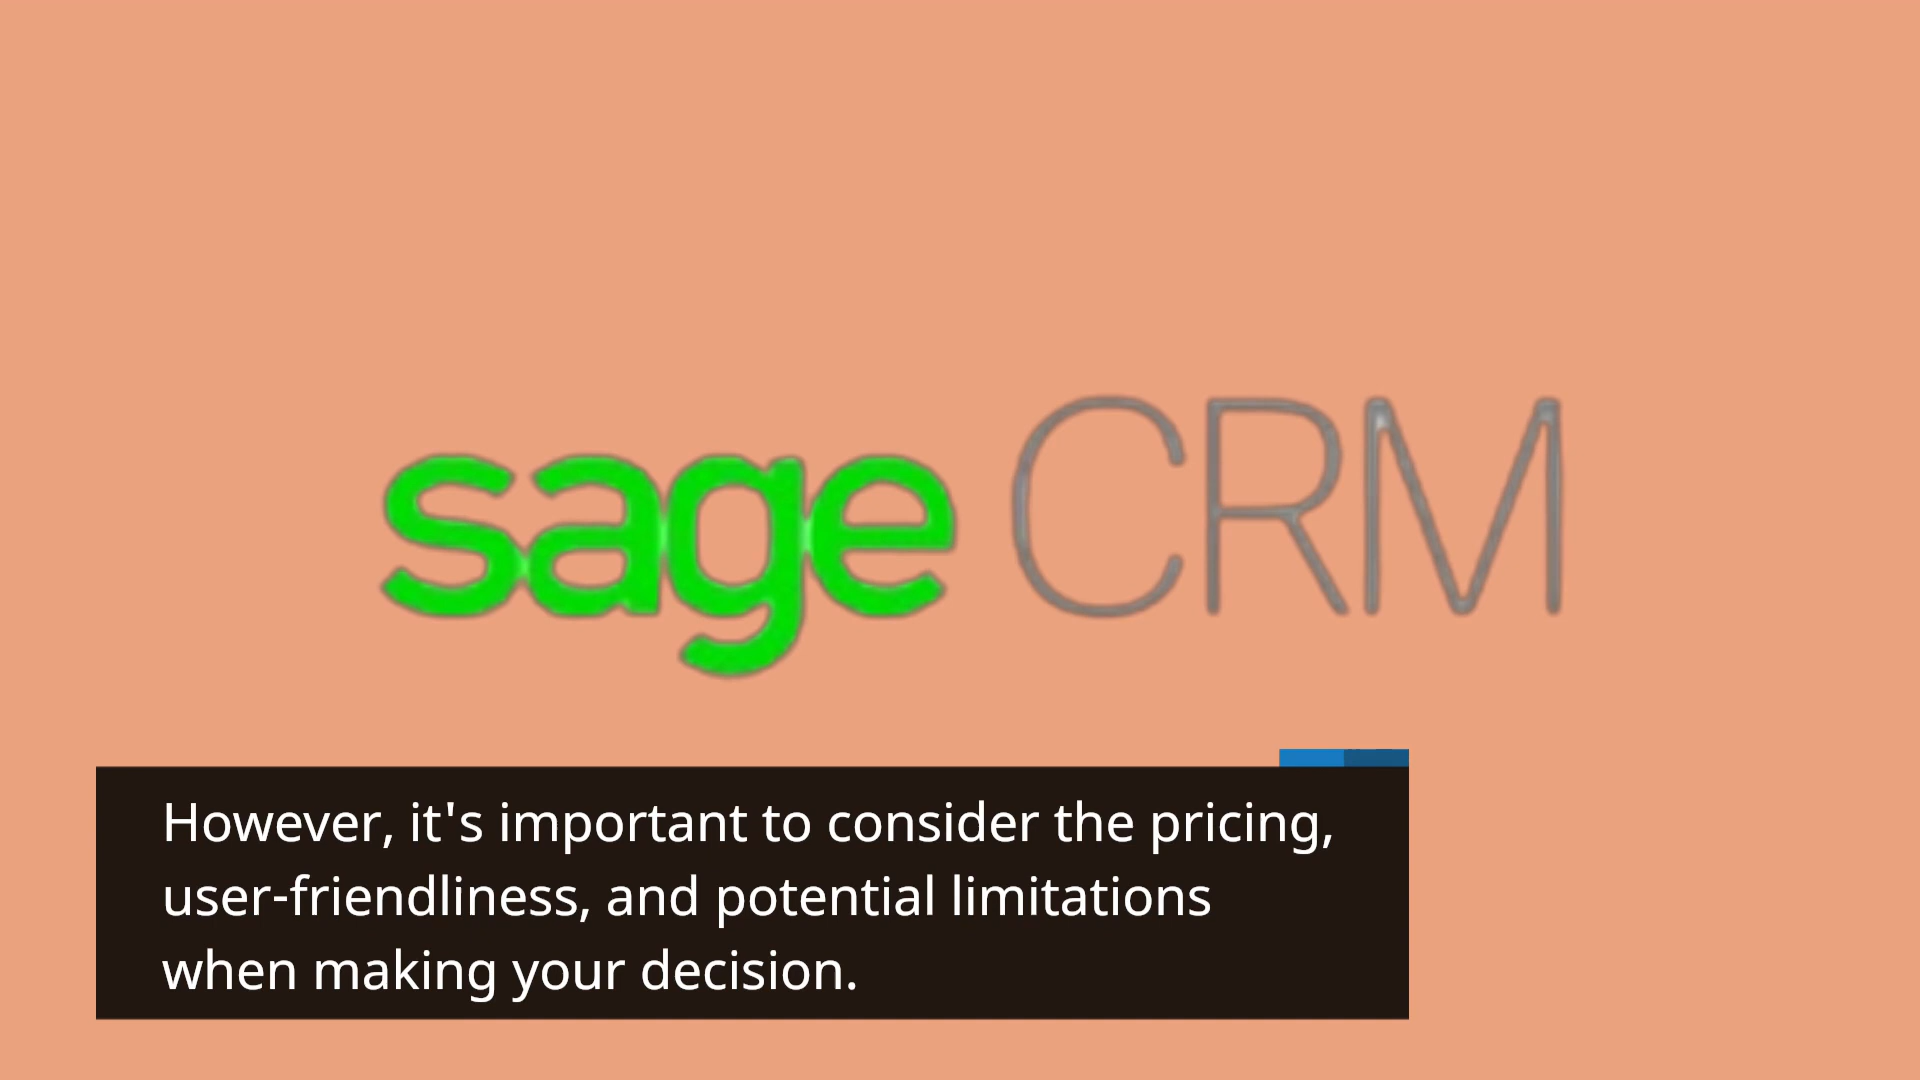 sage CRM
However, it's important to consider the pricing,
user-friendliness, and potential limitations
when making your decision.